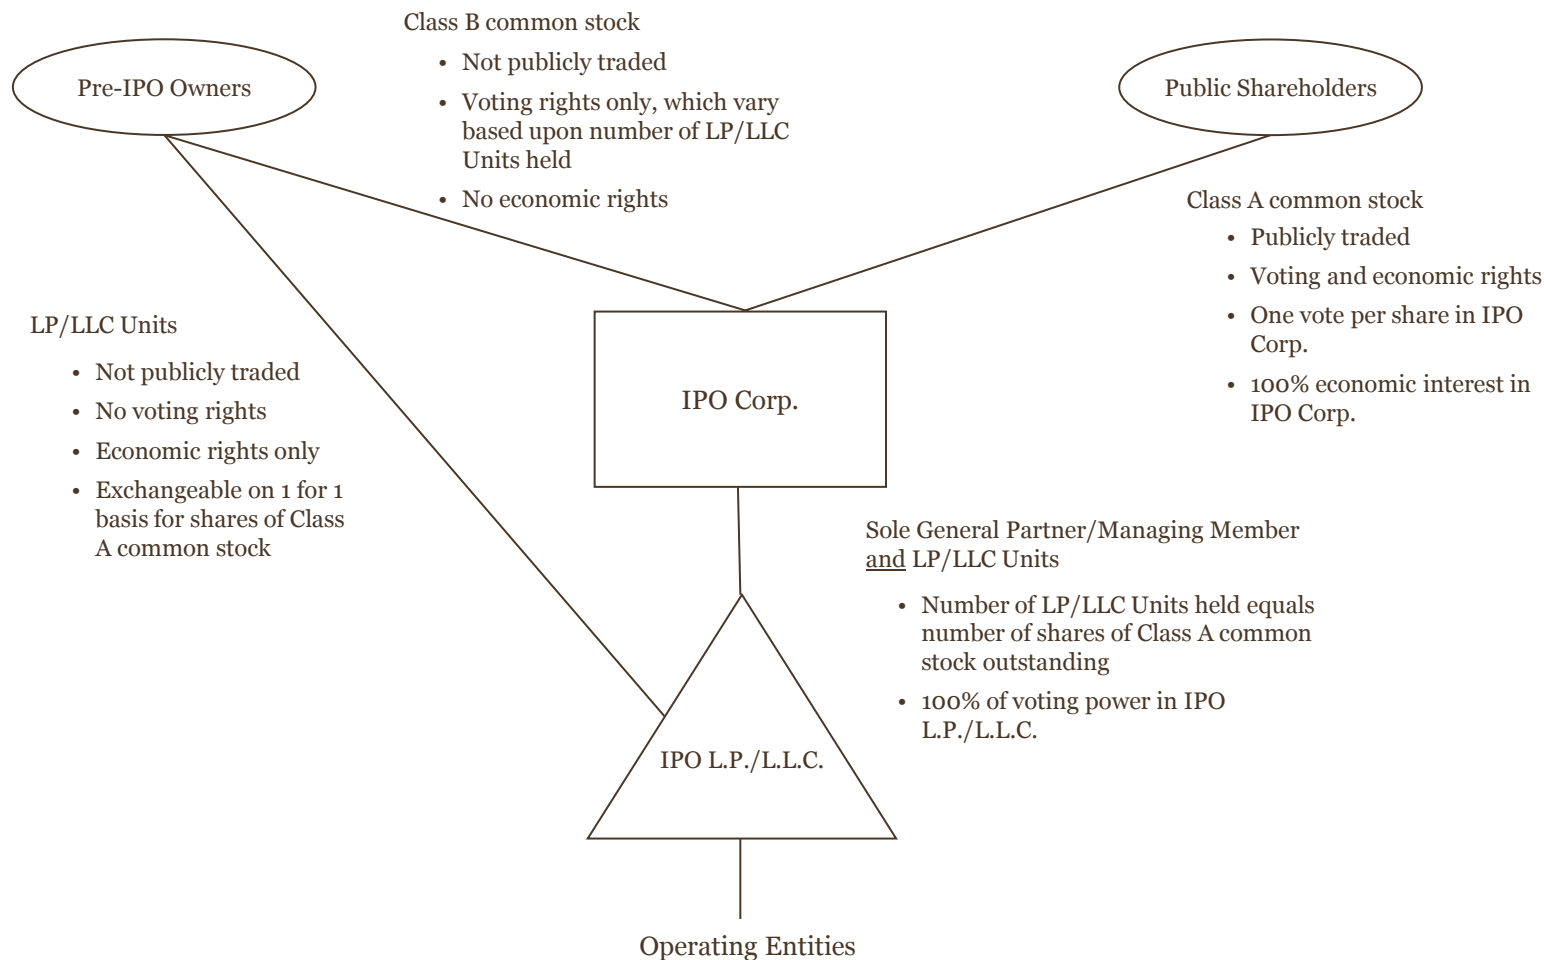 Class B common stock
• Not publicly traded
• Voting rights only, which vary
based upon number of LP/LLC
Units held
• No economic rights
Pre-IPO Owners
Public Shareholders
Class A common stock
• Publicly traded
• Voting and economic rights
• One vote per share in IPO
Corp.
• 100% economic interest in
IPO Corp.
LP/LLC Units
• Not publicly traded
• No voting rights
• Economic rights only
• Exchangeable on 1 for 1
basis for shares of Class
A common stock
IPO Corp.
Sole General Partner/Managing Member
and LP/LLC Units
• Number of LP/LLC Units held equals
number of shares of Class A common
stock outstanding
• 100% of voting power in IPO
L.P./L.L.C.
IPO L.P./L.L.C.
Operating Entities